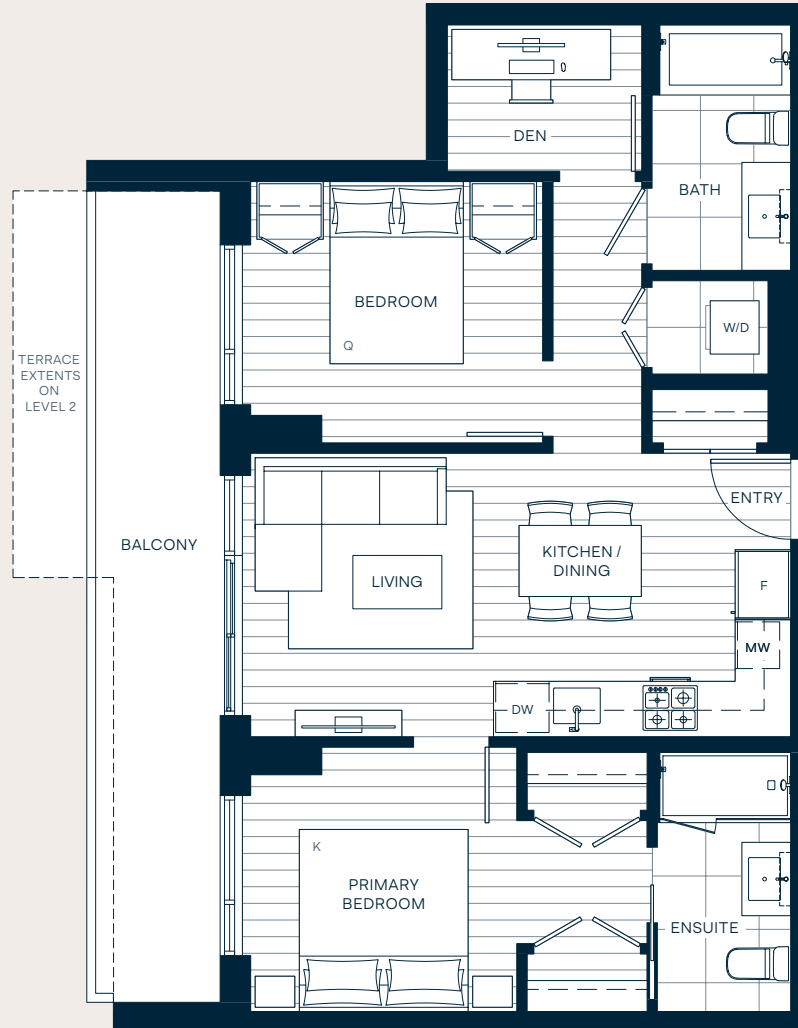 DEN
BATH
BEDROOM
Q
W/D
TERRACE
EXTENTS
ON
LEVEL 2
ENTRY
BALCONY
KITCHEN /
DINING
LIVING
F
MW
DW
K
PRIMARY
BEDROOM
ENSUITE